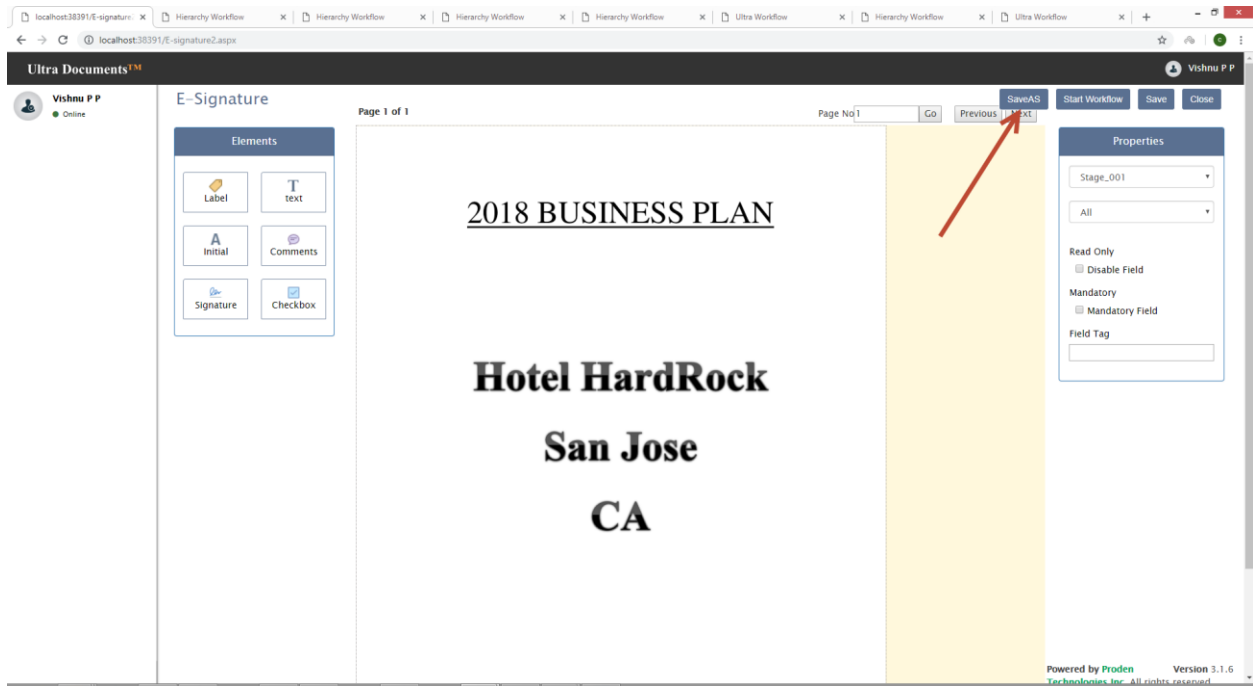 localhost:38391/E-signature
Hierarchy Workflow
Hierarchy Workflow
Hierarchy Workflow
Hierarchy Workflow
Ultra Workflow
Hierarchy Workflow
Ultra Workflow
localhost:38391/E-signature2.aspx
C
Ultra Documents™
Vishnu P P
Vishnu P P
Online
E-Signature
Page 1 of 1
Page No 1
Go
Previous
Next
SaveAS
Start Workflow
Save
Close
Elements
Label
T
text
A
Initial
Comments
Signature
Checkbox
2018 BUSINESS PLAN
Hotel HardRock
San Jose
CA
Properties
Stage_001
All
Read Only
Disable Field
Mandatory
Mandatory Field
Field Tag
Powered by Proden Version 3.1.6
Technologies Inc. All rights reserved